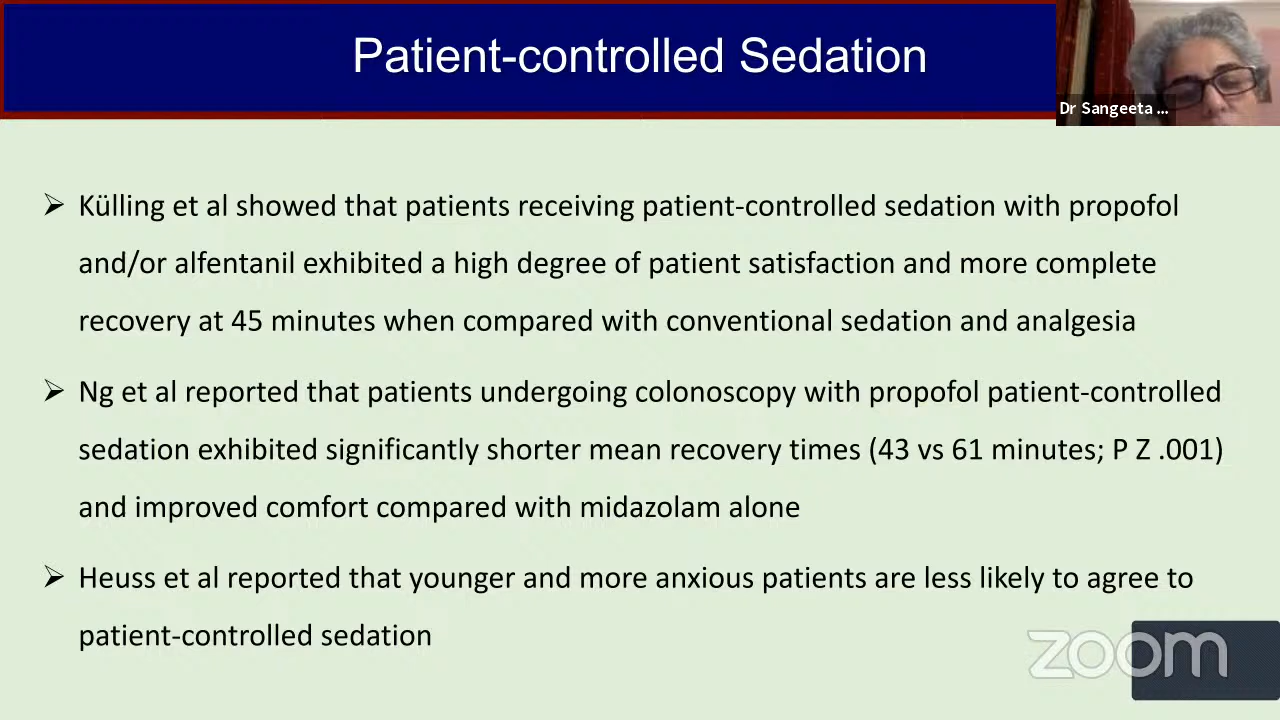 Patient-controlled Sedation
Dr Sangeeta ...
➢ Külling et al showed that patients receiving patient-controlled sedation with propofol
and/or alfentanil exhibited a high degree of patient satisfaction and more complete
recovery at 45 minutes when compared with conventional sedation and analgesia
➢ Ng et al reported that patients undergoing colonoscopy with propofol patient-controlled
sedation exhibited significantly shorter mean recovery times (43 vs 61 minutes; P Z .001)
and improved comfort compared with midazolam alone
➢ Heuss et al reported that younger and more anxious patients are less likely to agree to
patient-controlled sedation
zoom